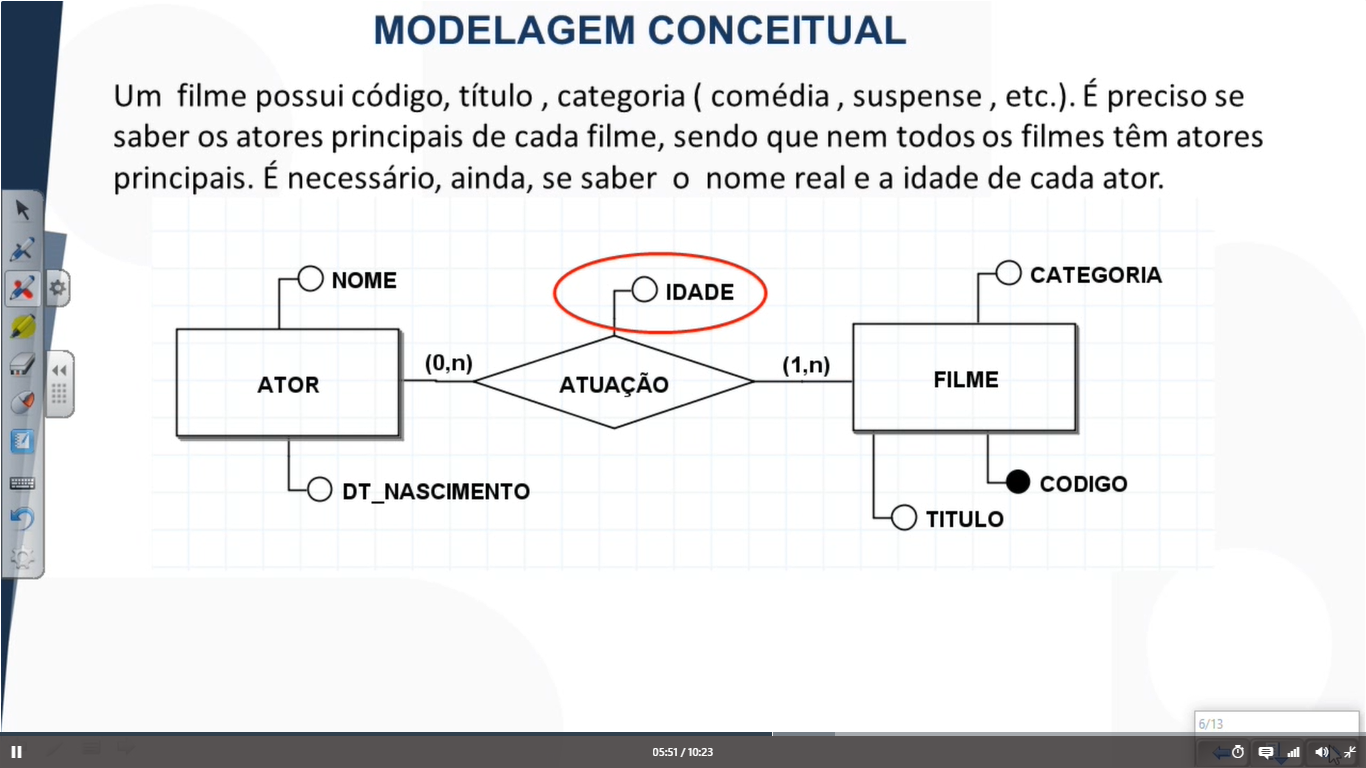 MODELAGEM CONCEITUAL
Um filme possui código, título , categoria ( comédia , suspense , etc.). É preciso se
saber os atores principais de cada filme, sendo que nem todos os filmes têm atores
principais. É necessário, ainda, se saber o nome real e a idade de cada ator.
NOME
IDADE
CATEGORIA
(0,n)
(1,n)
ATOR
ATUAÇÃO
FILME
DT_NASCIMENTO
CODIGO
TITULO
6/13
05:51 / 10:23